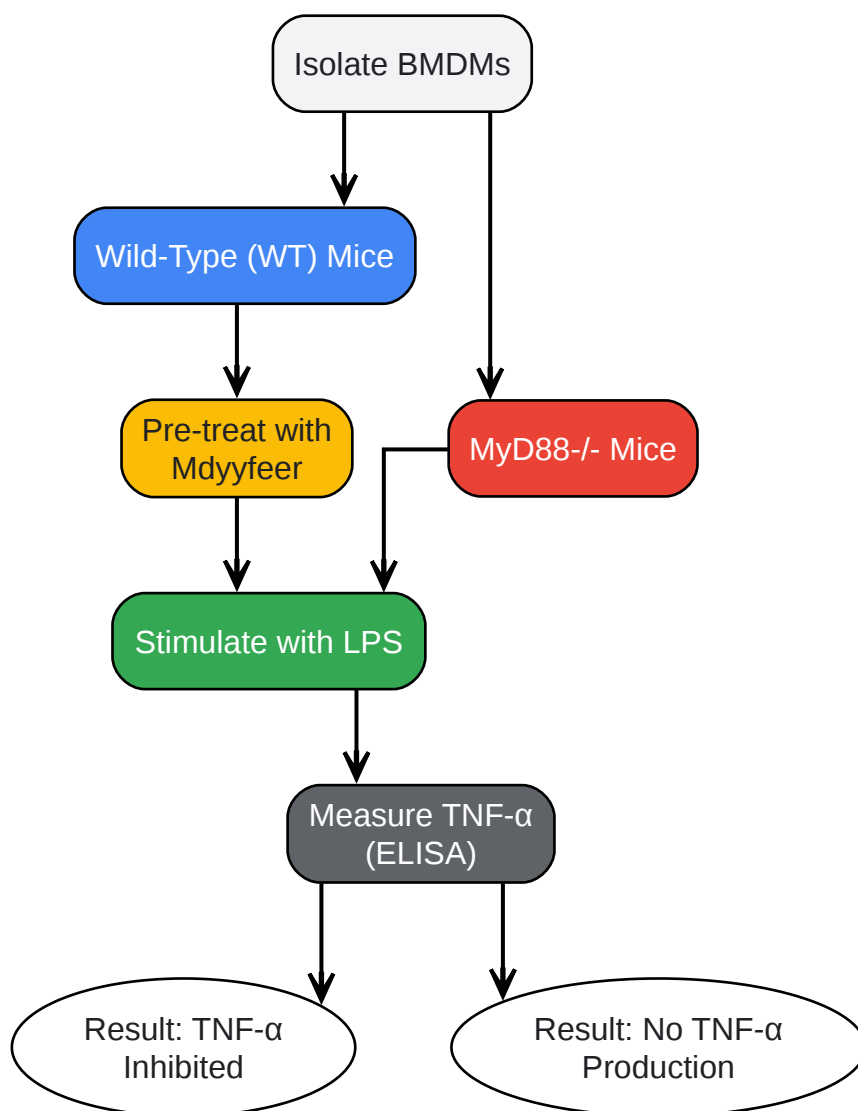 Isolate BMDMs
Wild-Type (WT) Mice
Pre-treat with
Mdyyfeer
MyD88-/- Mice
Stimulate with LPS
Measure TNF-α
(ELISA)
Result: TNF-α
Inhibited
Result: No TNF-α
Production